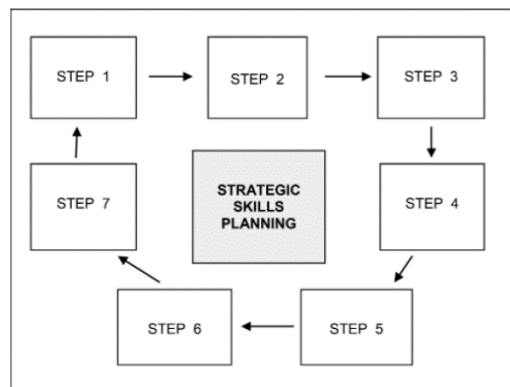 STEP 1
STEP 2
STEP 3
STEP 7
STRATEGIC
SKILLS
PLANNING
STEP 4
STEP 6
STEP 5